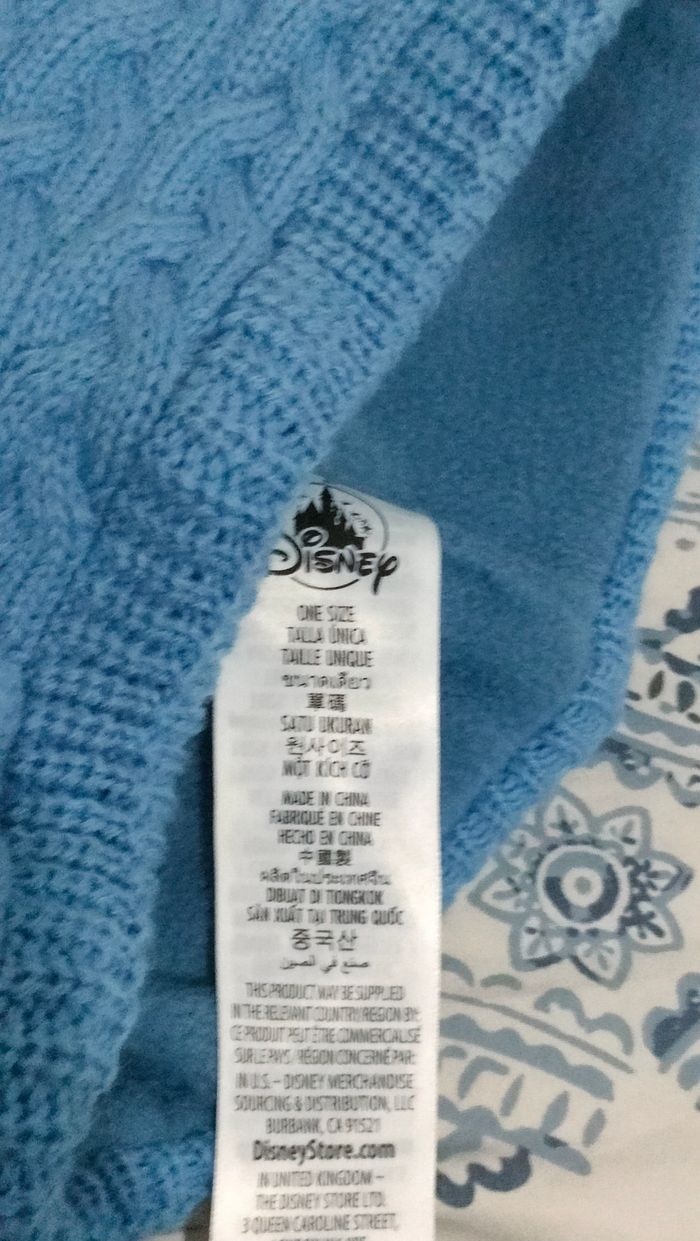 Disney
ONE SIZE
TALLA ÚNICA
TAILLE UNIQUE
ขนาดเดียว
單碼
SATU UKURAN
원사이즈
MỘT KÍCH CỠ
MADE IN CHINA
FABRIQUÉ EN CHINE
HECHO EN CHINA
中國製
ผลิตในประเทศจีน
DIBUAT DI TIONGKOK
SẢN XUẤT TẠI TRUNG QUỐC
중국산
صنع في الصين
THIS PRODUCT MAY BE SUPPLIED
IN THE RELEVANT COUNTRY/REGION BY:
CE PRODUIT PEUT ÊTRE COMMERCIALISÉ
SUR LE PAYS / RÉGION CONCERNÉ PAR:
IN U.S. – DISNEY MERCHANDISE
SOURCING & DISTRIBUTION, LLC
BURBANK, CA 91521
DisneyStore.com
IN UNITED KINGDOM –
THE DISNEY STORE LTD.
3 QUEEN CAROLINE STREET,